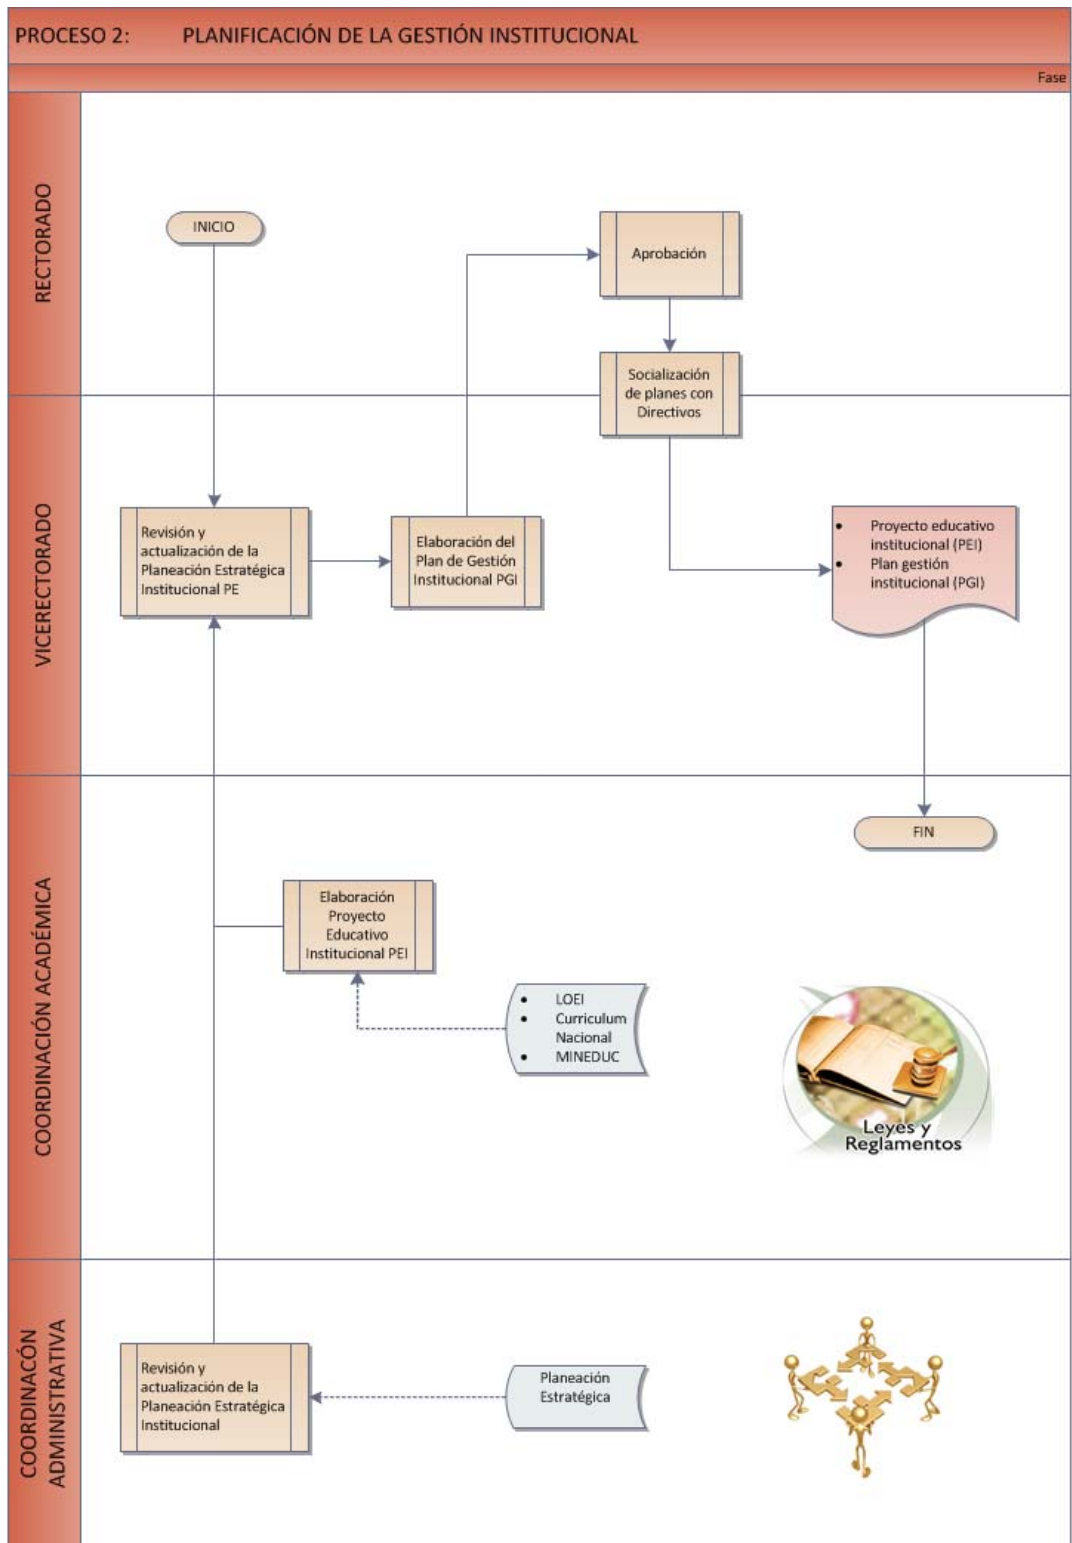 PROCESO 2: PLANIFICACIÓN DE LA GESTIÓN INSTITUCIONAL
Fase
RECTORADO
INICIO
Aprobación
Socialización
de planes con
Directivos
VICERECTORADO
Revisión y
actualización de la
Planeación Estratégica
Institucional PE
Elaboración del
Plan de Gestión
Institucional PGI
• Proyecto educativo
institucional (PEI)
• Plan gestión
institucional (PGI)
COORDINACIÓN ACADÉMICA
FIN
Elaboración
Proyecto
Educativo
Institucional PEI
• LOEI
• Curriculum
Nacional
• MINEDUC
Leyes y
Reglamentos
COORDINACÓN
ADMINISTRATIVA
Revisión y
actualización de la
Planeación Estratégica
Institucional
Planeación
Estratégica